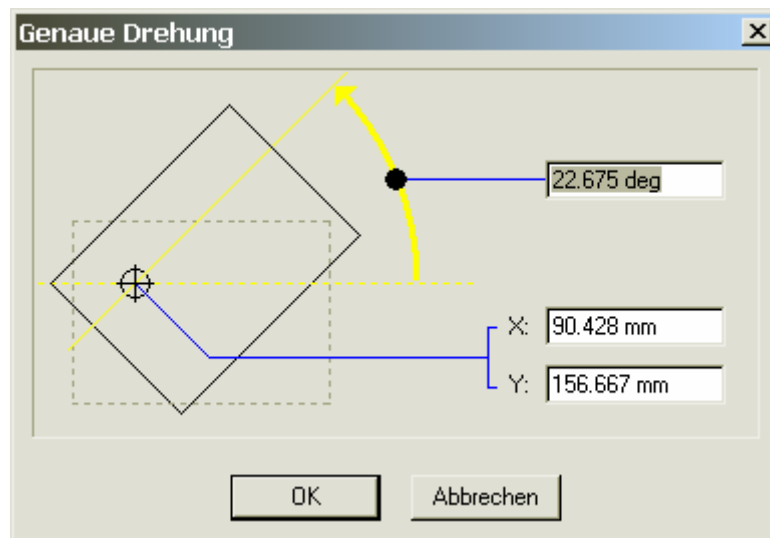 Genaue Drehung
22.675 deg
X: 90.428 mm
Y: 156.667 mm
OK Abbrechen